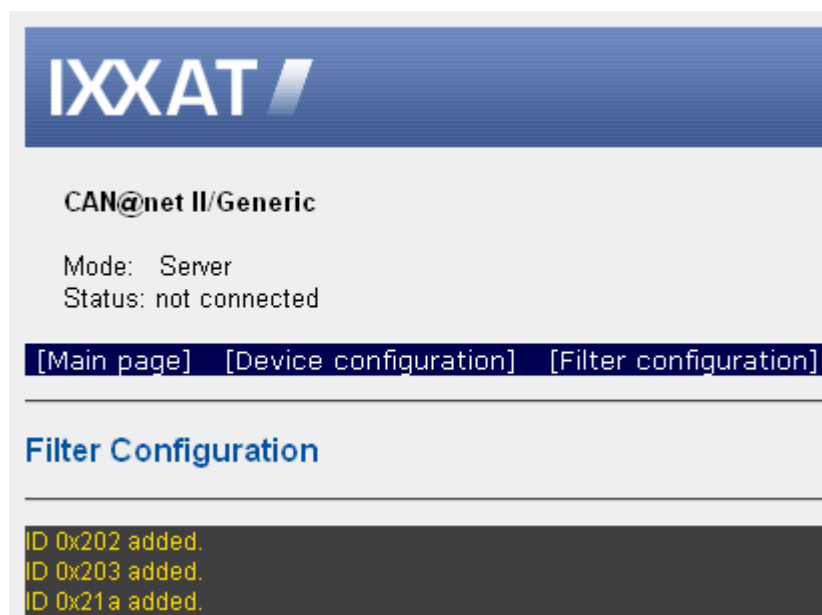 IXXAT
CAN@net II/Generic
Mode: Server
Status: not connected
[Main page] [Device configuration] [Filter configuration]
Filter Configuration
ID 0x202 added.
ID 0x203 added.
ID 0x21a added.